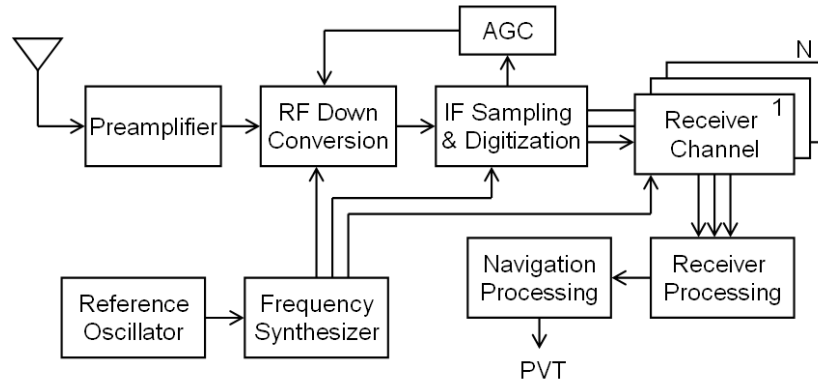 AGC
N
Preamplifier
RF Down
Conversion
IF Sampling
& Digitization
1
Receiver
Channel
Reference
Oscillator
Frequency
Synthesizer
Navigation
Processing
Receiver
Processing
PVT